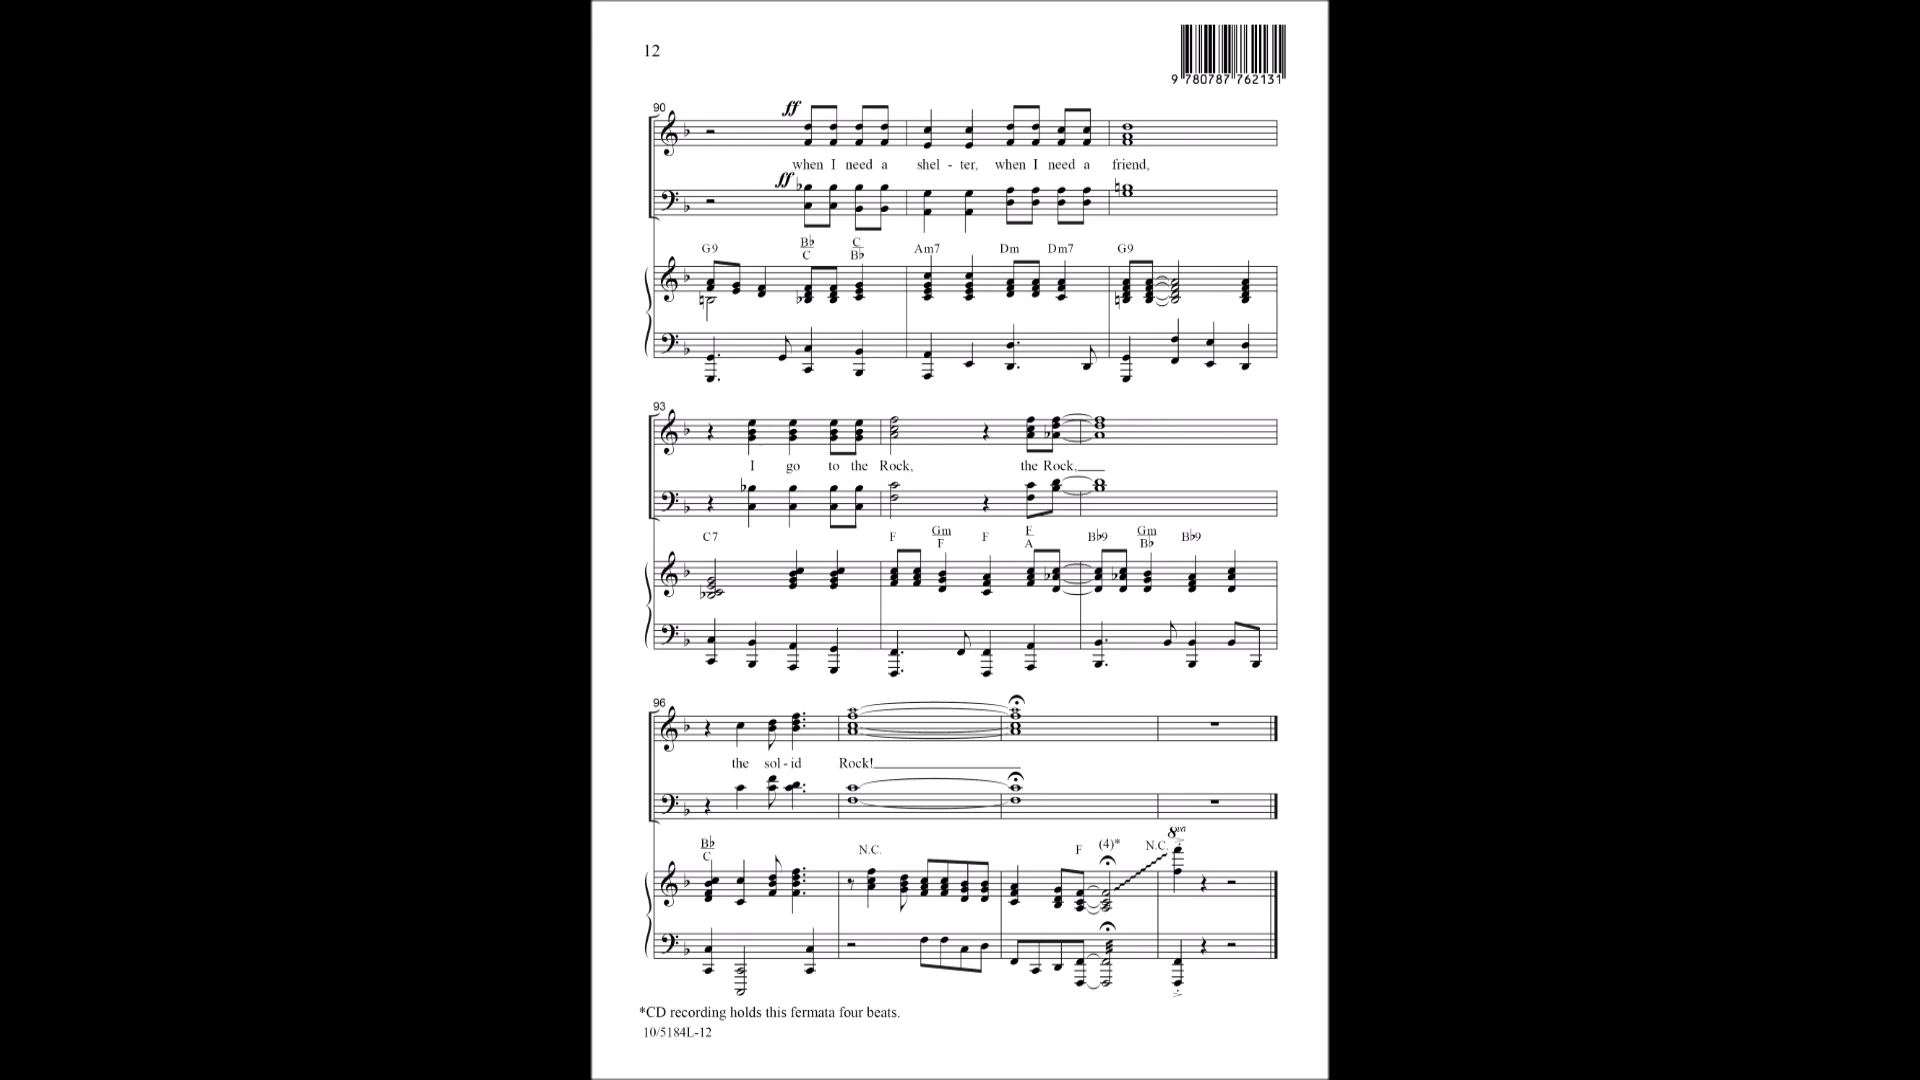 12
9 780787 762131
90
ff
when I need a shel - ter, when I need a friend,
ff
G9 B♭/C C/B♭ Am7 Dm Dm7 G9
93
I go to the Rock, the Rock,
C7 F Gm/F F F/A B♭9 Gm/B♭ B♭9
96
the sol - id Rock!
B♭/C N.C. F (4)* N.C. 8va
*CD recording holds this fermata four beats.
10/5184L-12